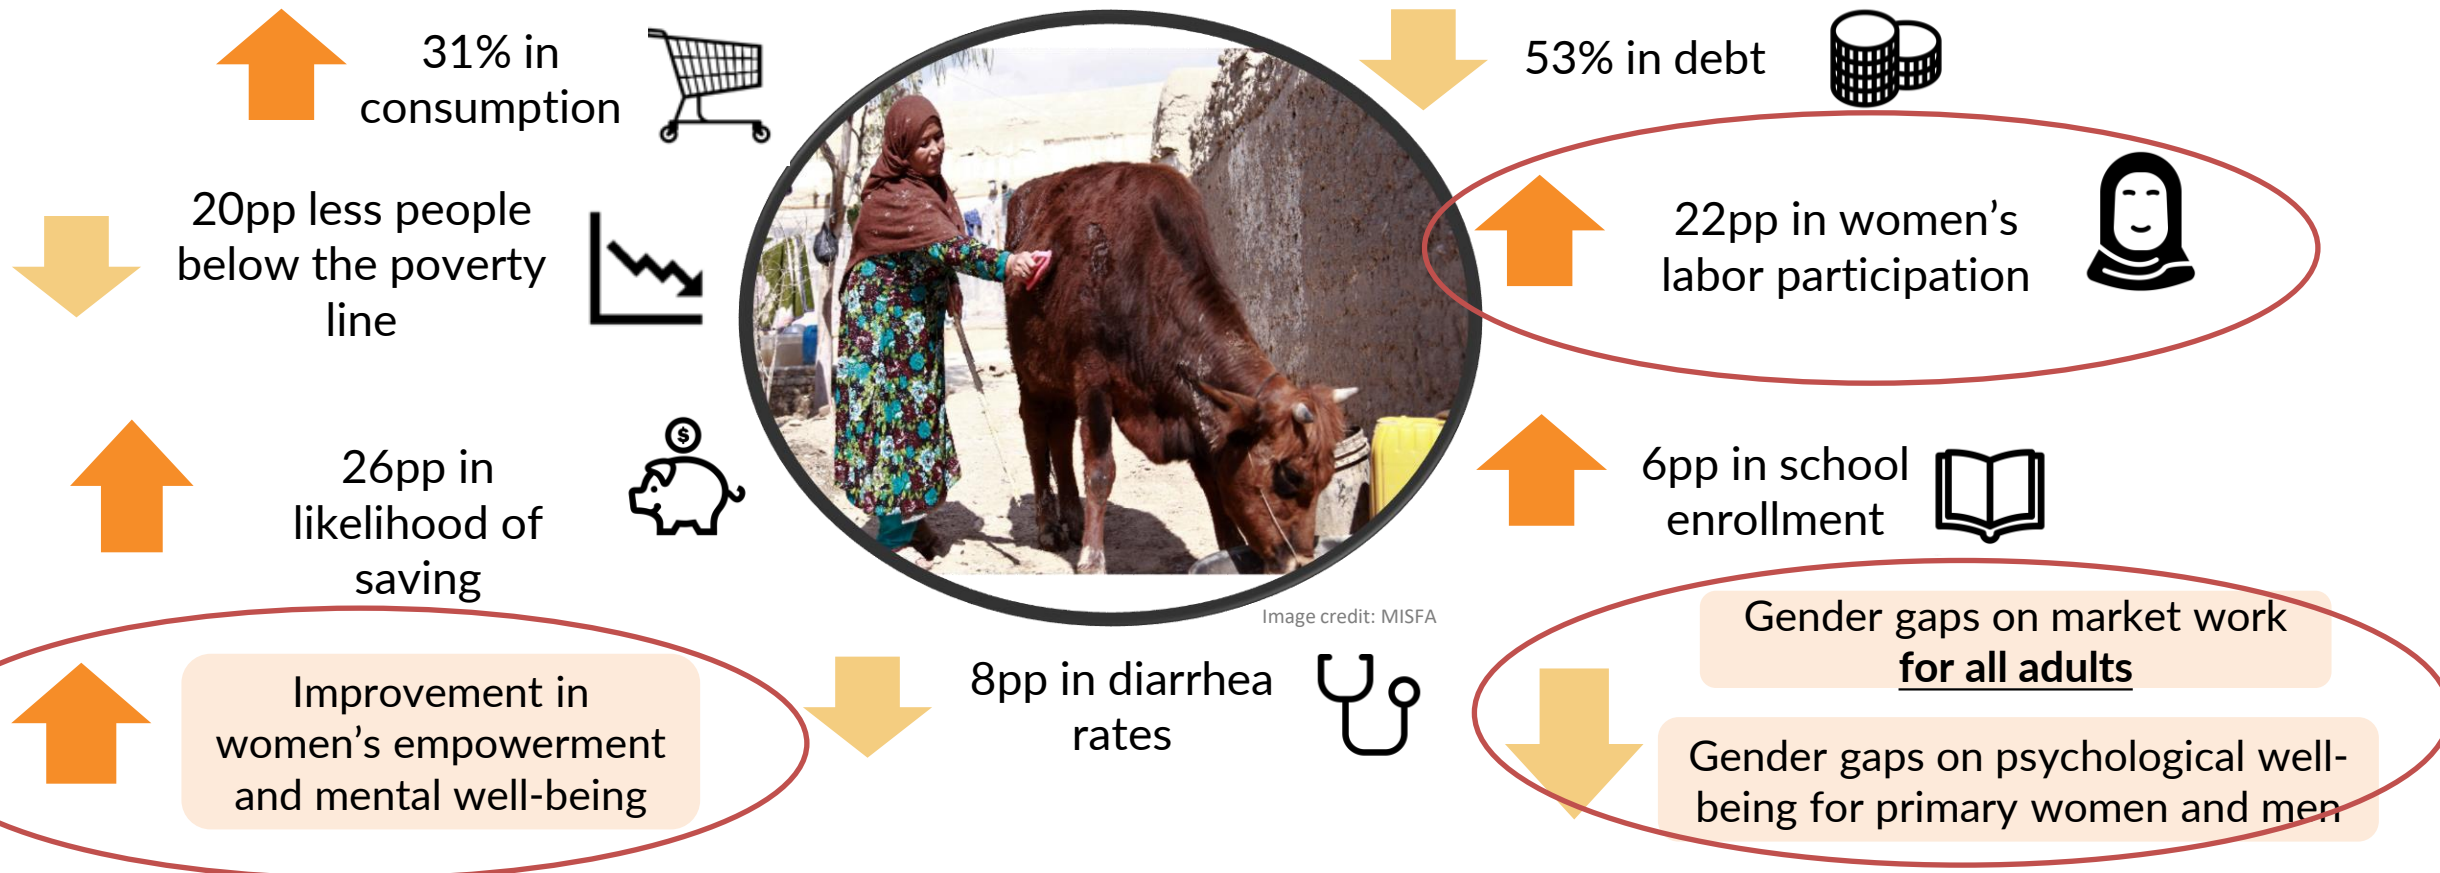 31% in
consumption
53% in debt
20pp less people
below the poverty
line
22pp in women’s
labor participation
26pp in
likelihood of
saving
$
6pp in school
enrollment
Image credit: MISFA
Improvement in
women’s empowerment
and mental well-being
8pp in diarrhea
rates
Gender gaps on market work
for all adults
Gender gaps on psychological well-
being for primary women and men